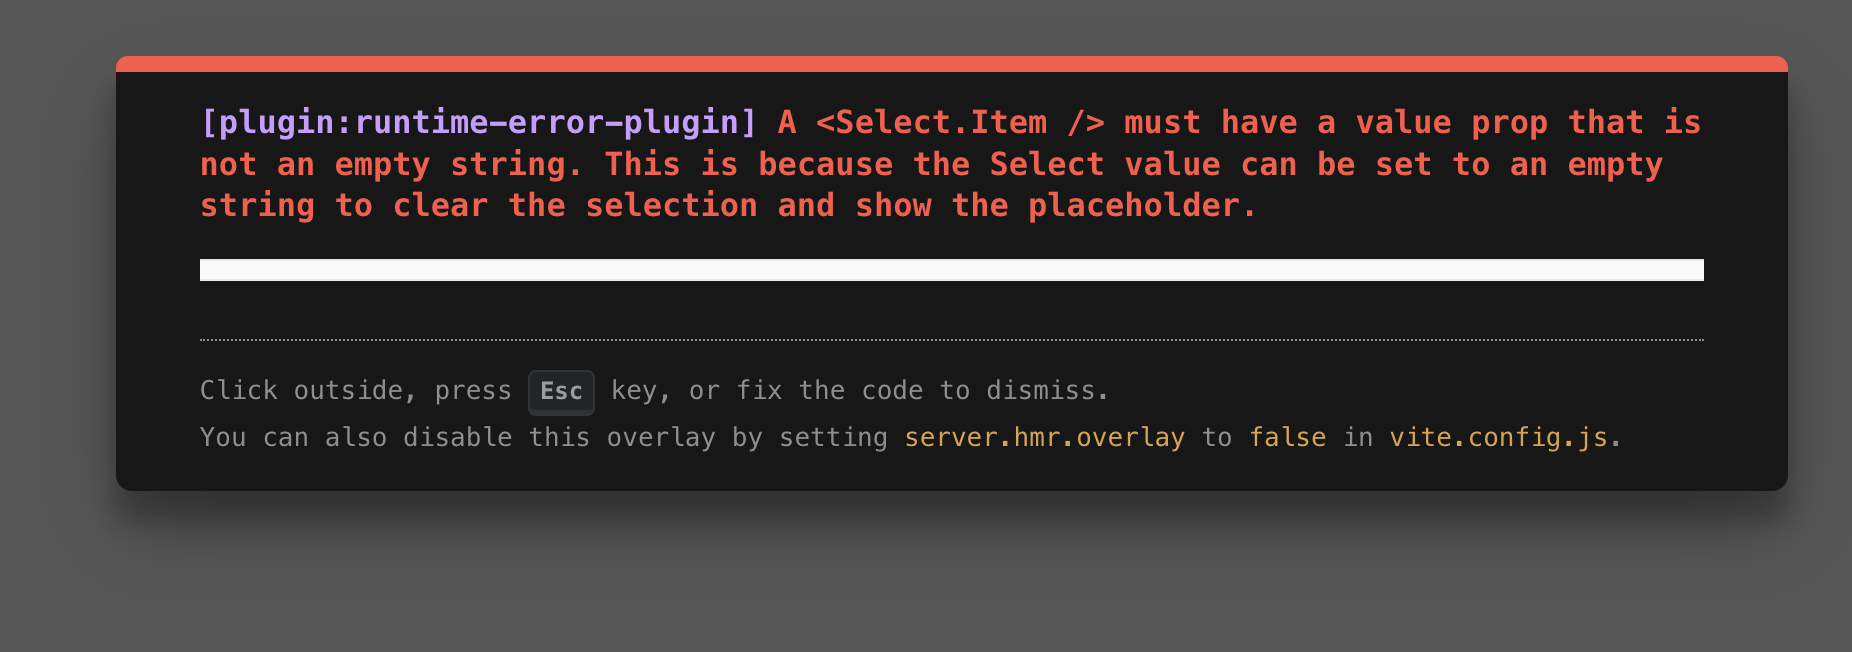 [plugin:runtime-error-plugin] A <Select.Item /> must have a value prop that is
not an empty string. This is because the Select value can be set to an empty
string to clear the selection and show the placeholder.
Click outside, press Esc key, or fix the code to dismiss.
You can also disable this overlay by setting server.hmr.overlay to false in vite.config.js.